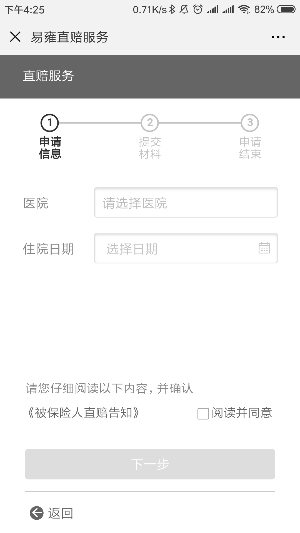 下午4:25
0.71K/s
82%
易雍直赔服务
直赔服务
1
2
3
申请
信息
提交
材料
申请
结束
医院
请选择医院
住院日期
选择日期
请您仔细阅读以下内容，并确认
《被保险人直赔告知》
阅读并同意
下一步
返回